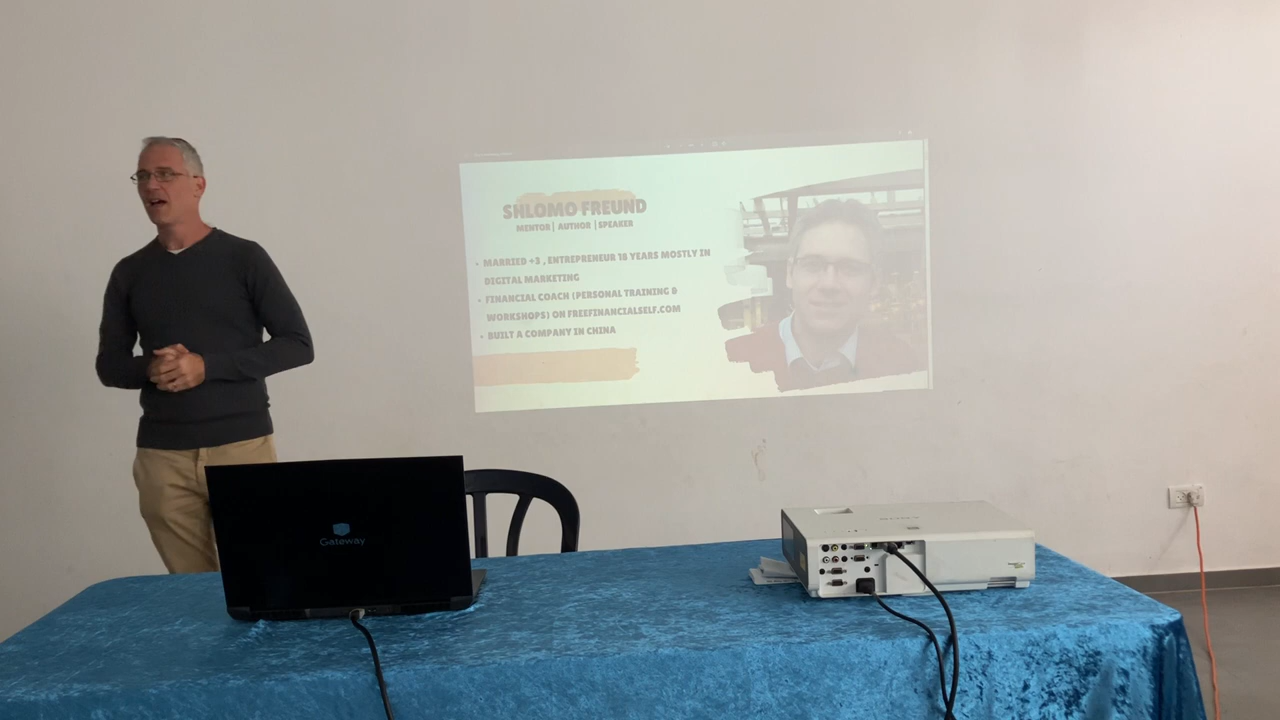 SHLOMO FREUND
MENTOR | AUTHOR | SPEAKER
• MARRIED +3 , ENTREPRENEUR 18 YEARS MOSTLY IN
DIGITAL MARKETING
• FINANCIAL COACH (PERSONAL TRAINING &
WORKSHOPS) ON FREEFINANCIALSELF.COM
• BUILT A COMPANY IN CHINA
Gateway